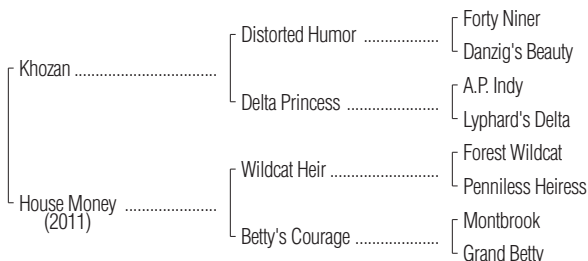 Forty Niner
Distorted Humor ..................
Danzig's Beauty
Khozan .................................
A.P. Indy
Delta Princess ....................
Lyphard's Delta
Forest Wildcat
Wildcat Heir .........................
Penniless Heiress
House Money .....................
(2011)
Montbrook
Betty's Courage ...................
Grand Betty